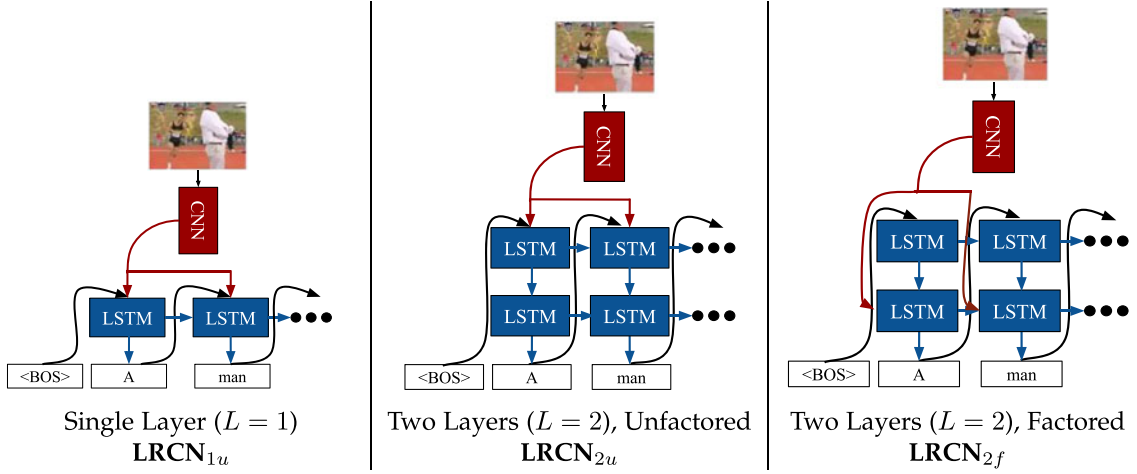 CNN
LSTM LSTM
<BOS> A man
Single Layer (L = 1)
LRCN1u
CNN
LSTM LSTM
LSTM LSTM
<BOS> A man
Two Layers (L = 2), Unfactored
LRCN2u
CNN
LSTM LSTM
LSTM LSTM
<BOS> A man
Two Layers (L = 2), Factored
LRCN2f